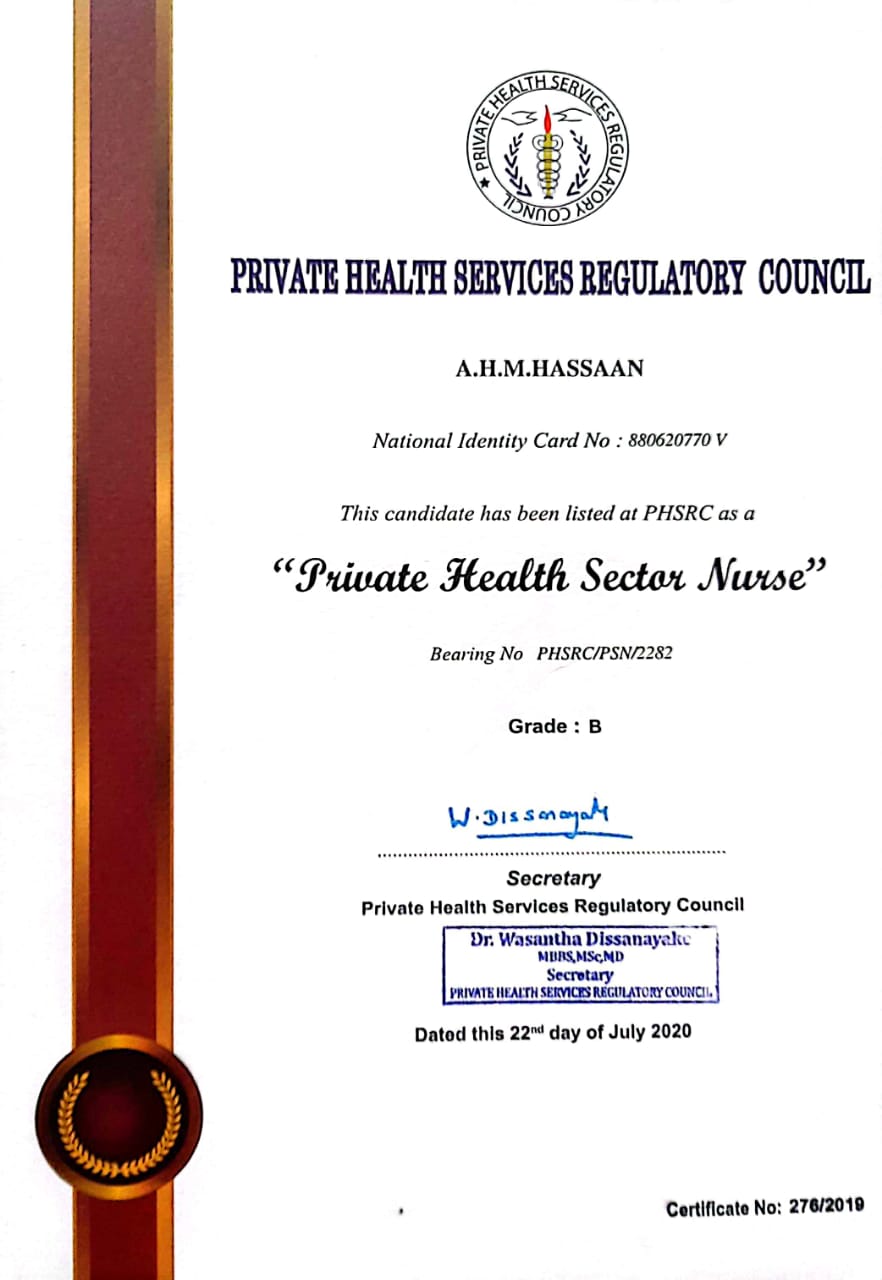 ★ PRIVATE HEALTH SERVICES REGULATORY COUNCIL
PRIVATE HEALTH SERVICES REGULATORY COUNCIL
A.H.M.HASSAAN
National Identity Card No : 880620770 V
This candidate has been listed at PHSRC as a
“Private Health Sector Nurse”
Bearing No PHSRC/PSN/2282
Grade : B
W. Dissanayake
Secretary
Private Health Services Regulatory Council
Dr. Wasantha Dissanayake
MBBS,MSc,MD
Secretary
PRIVATE HEALTH SERVICES REGULATORY COUNCIL
Dated this 22nd day of July 2020
Certificate No: 276/2019